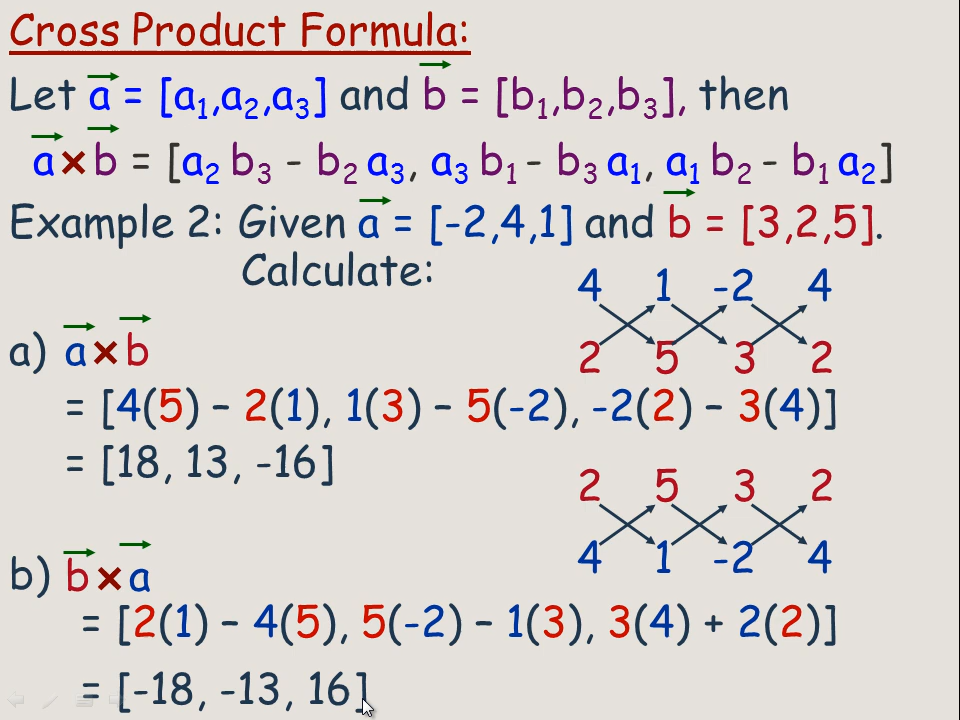 Cross Product Formula:
Let a = [a₁,a₂,a₃] and b = [b₁,b₂,b₃], then
a × b = [a₂ b₃ - b₂ a₃, a₃ b₁ - b₃ a₁, a₁ b₂ - b₁ a₂]
Example 2: Given a = [-2,4,1] and b = [3,2,5].
Calculate:
4 1 -2 4
a) a × b
2 5 3 2
= [4(5) – 2(1), 1(3) – 5(-2), -2(2) – 3(4)]
= [18, 13, -16]
2 5 3 2
4 1 -2 4
b) b × a
= [2(1) – 4(5), 5(-2) – 1(3), 3(4) + 2(2)]
= [-18, -13, 16]